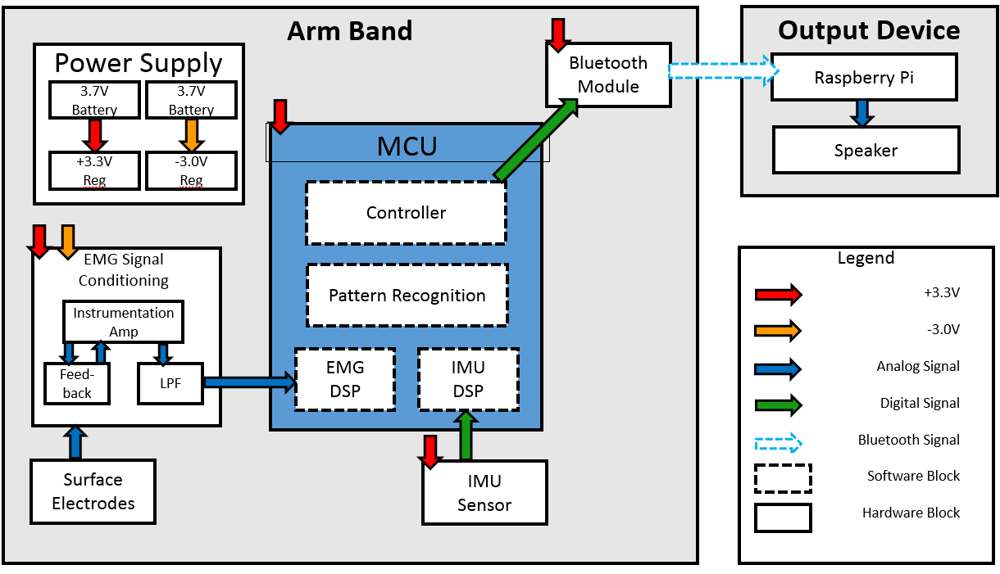 Arm Band
Power Supply
3.7V
Battery
3.7V
Battery
+3.3V
Reg
-3.0V
Reg
Bluetooth
Module
MCU
Controller
Pattern Recognition
EMG
DSP
IMU
DSP
EMG Signal
Conditioning
Instrumentation
Amp
Feed-
back
LPF
Surface
Electrodes
IMU
Sensor
Output Device
Raspberry Pi
Speaker
Legend
+3.3V
-3.0V
Analog Signal
Digital Signal
Bluetooth Signal
Software Block
Hardware Block